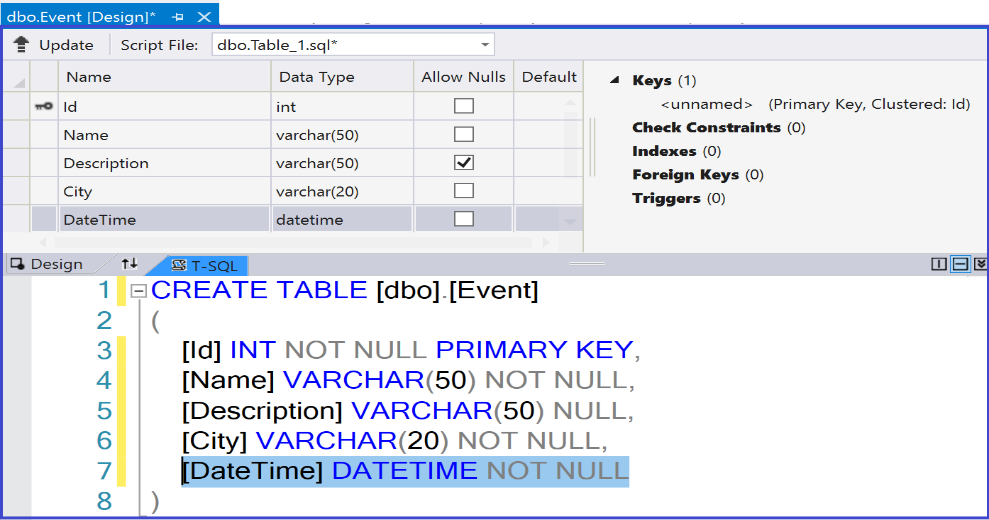 dbo.Event [Design]*
Update Script File: dbo.Table_1.sql*
Name Data Type Allow Nulls Default
Id int
Name varchar(50)
Description varchar(50)
City varchar(20)
DateTime datetime
Keys (1)
<unnamed> (Primary Key, Clustered: Id)
Check Constraints (0)
Indexes (0)
Foreign Keys (0)
Triggers (0)
Design T-SQL
1 CREATE TABLE [dbo].[Event]
2 (
3 [Id] INT NOT NULL PRIMARY KEY,
4 [Name] VARCHAR(50) NOT NULL,
5 [Description] VARCHAR(50) NULL,
6 [City] VARCHAR(20) NOT NULL,
7 [DateTime] DATETIME NOT NULL
8 )